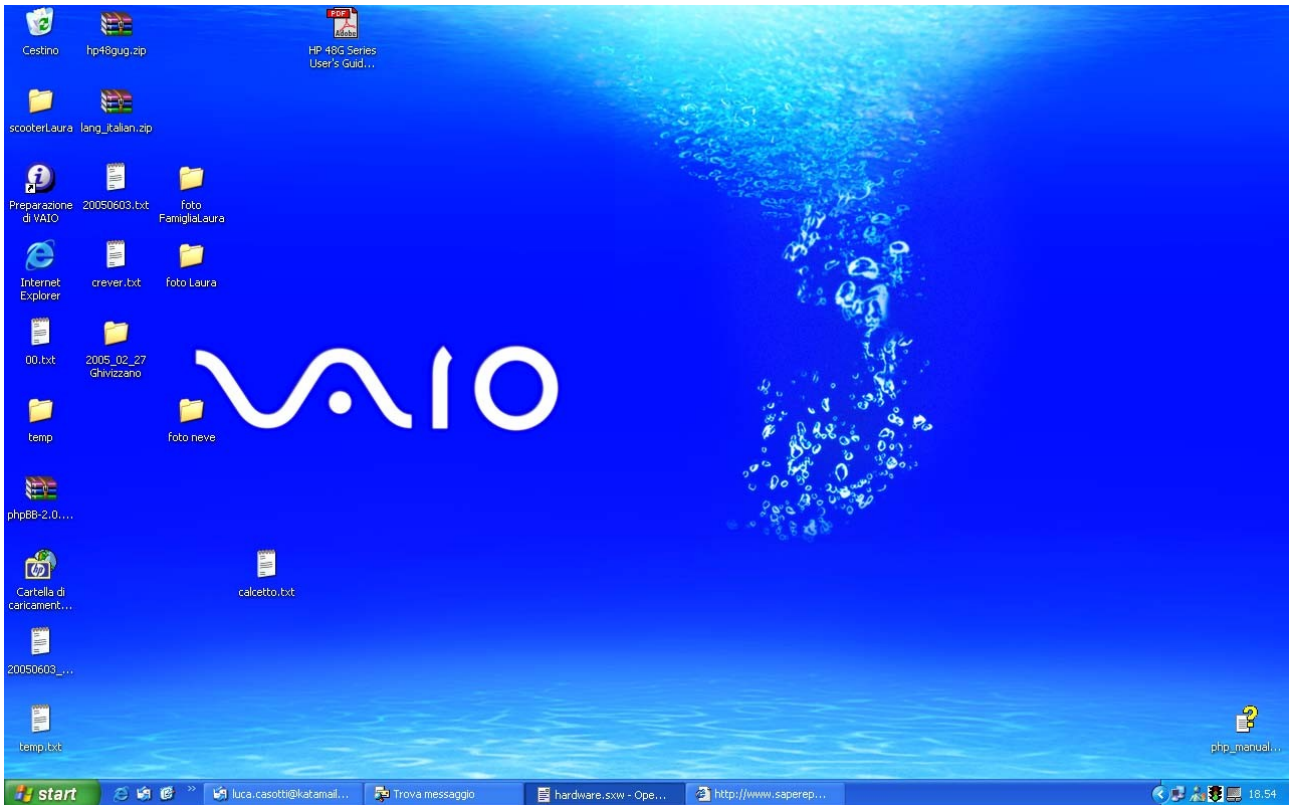 Cestino
hp48gug.zip
HP 48G Series
User's Guid...
scooterLaura
lang_italian.zip
Preparazione
di VAIO
20050603.txt
foto
FamigliaLaura
Internet
Explorer
crever.txt
foto Laura
00.txt
2005_02_27
Ghivizzano
VAIO
temp
foto neve
phpBB-2.0....
Cartella di
caricament...
calcetto.txt
20050603_...
temp.txt
php_manual...
start
luca.casotti@katamail...
Trova messaggio
hardware.sxw - Ope...
http://www.saperep...
18.54